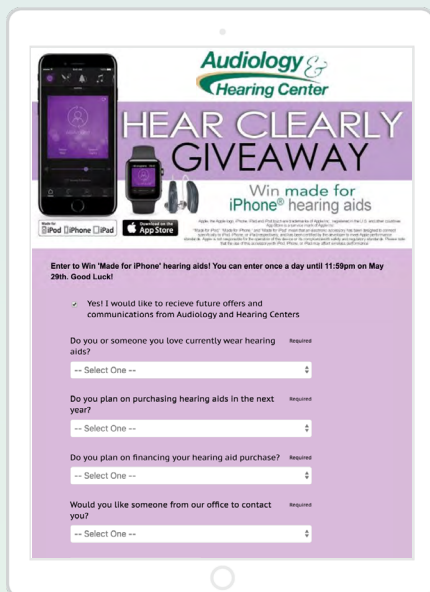 Audiology &
Hearing Center
HEAR CLEARLY
GIVEAWAY
Win made for
iPhone® hearing aids
Made for
iPod iPhone iPad
Download on the
App Store
Enter to Win 'Made for iPhone' hearing aids! You can enter once a day until 11:59pm on May
29th. Good Luck!
Yes! I would like to recieve future offers and
communications from Audiology and Hearing Centers
Do you or someone you love currently wear hearing Required
aids?
-- Select One --
Do you plan on purchasing hearing aids in the next Required
year?
-- Select One --
Do you plan on financing your hearing aid purchase? Required
-- Select One --
Would you like someone from our office to contact Required
you?
-- Select One --